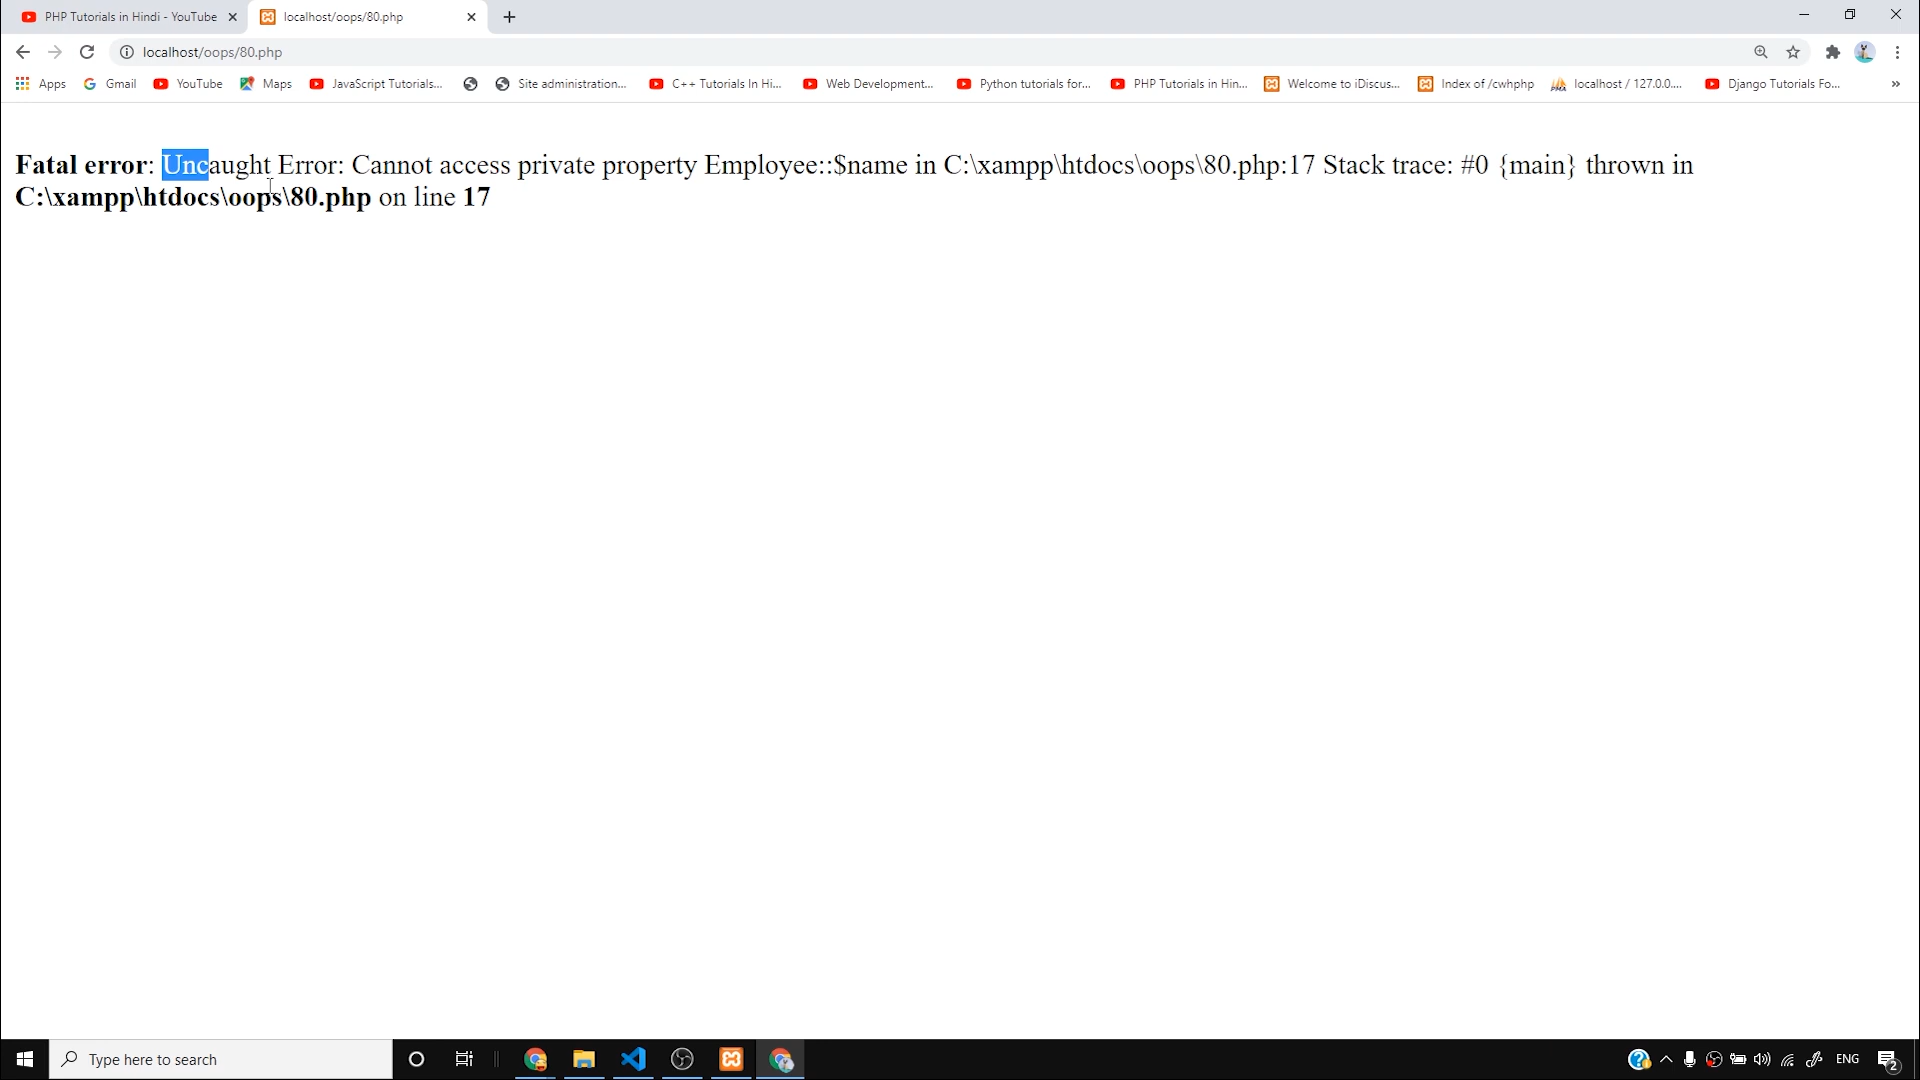 PHP Tutorials in Hindi - YouTube
localhost/oops/80.php
localhost/oops/80.php
Apps
Gmail
YouTube
Maps
JavaScript Tutorials...
Site administration...
C++ Tutorials In Hi...
Web Development...
Python tutorials for...
PHP Tutorials in Hin...
Welcome to iDiscus...
Index of /cwhphp
localhost / 127.0.0....
Django Tutorials Fo...
»
Fatal error: Uncaught Error: Cannot access private property Employee::$name in C:\xampp\htdocs\oops\80.php:17 Stack trace: #0 {main} thrown in
C:\xampp\htdocs\oops\80.php on line 17
Type here to search
ENG
2